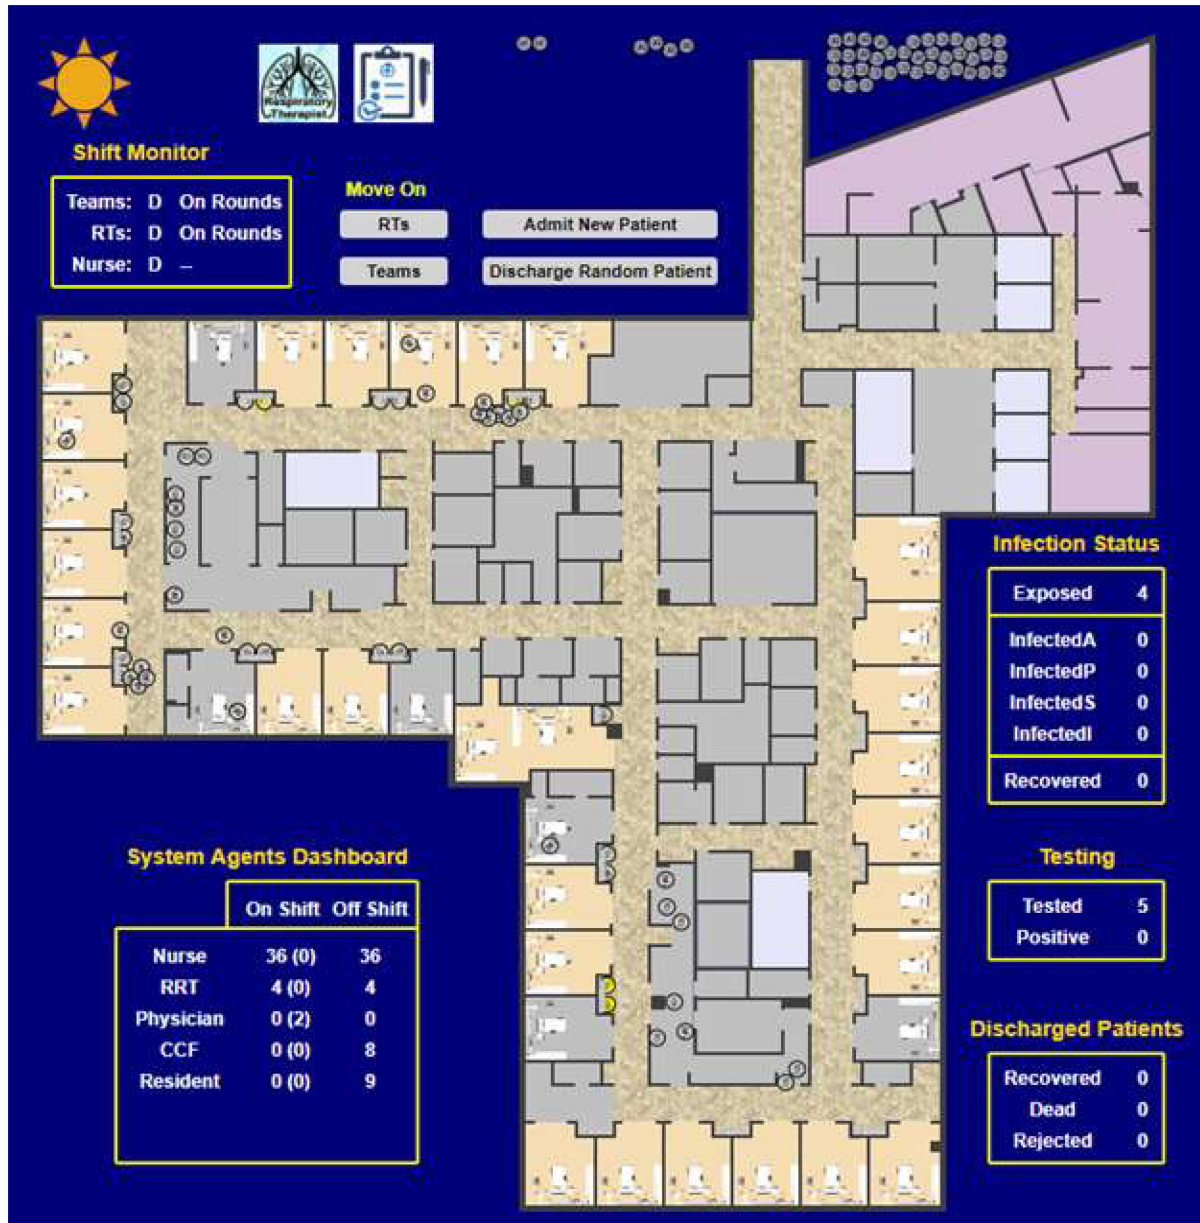 Respiratory
Therapist
Shift Monitor
Teams: D On Rounds
RTs: D On Rounds
Nurse: D --
Move On
RTs
Admit New Patient
Teams
Discharge Random Patient
Infection Status
Exposed 4
InfectedA 0
InfectedP 0
InfectedS 0
InfectedI 0
Recovered 0
System Agents Dashboard
On Shift Off Shift
Nurse 36 (0) 36
RRT 4 (0) 4
Physician 0 (2) 0
CCF 0 (0) 8
Resident 0 (0) 9
Testing
Tested 5
Positive 0
Discharged Patients
Recovered 0
Dead 0
Rejected 0